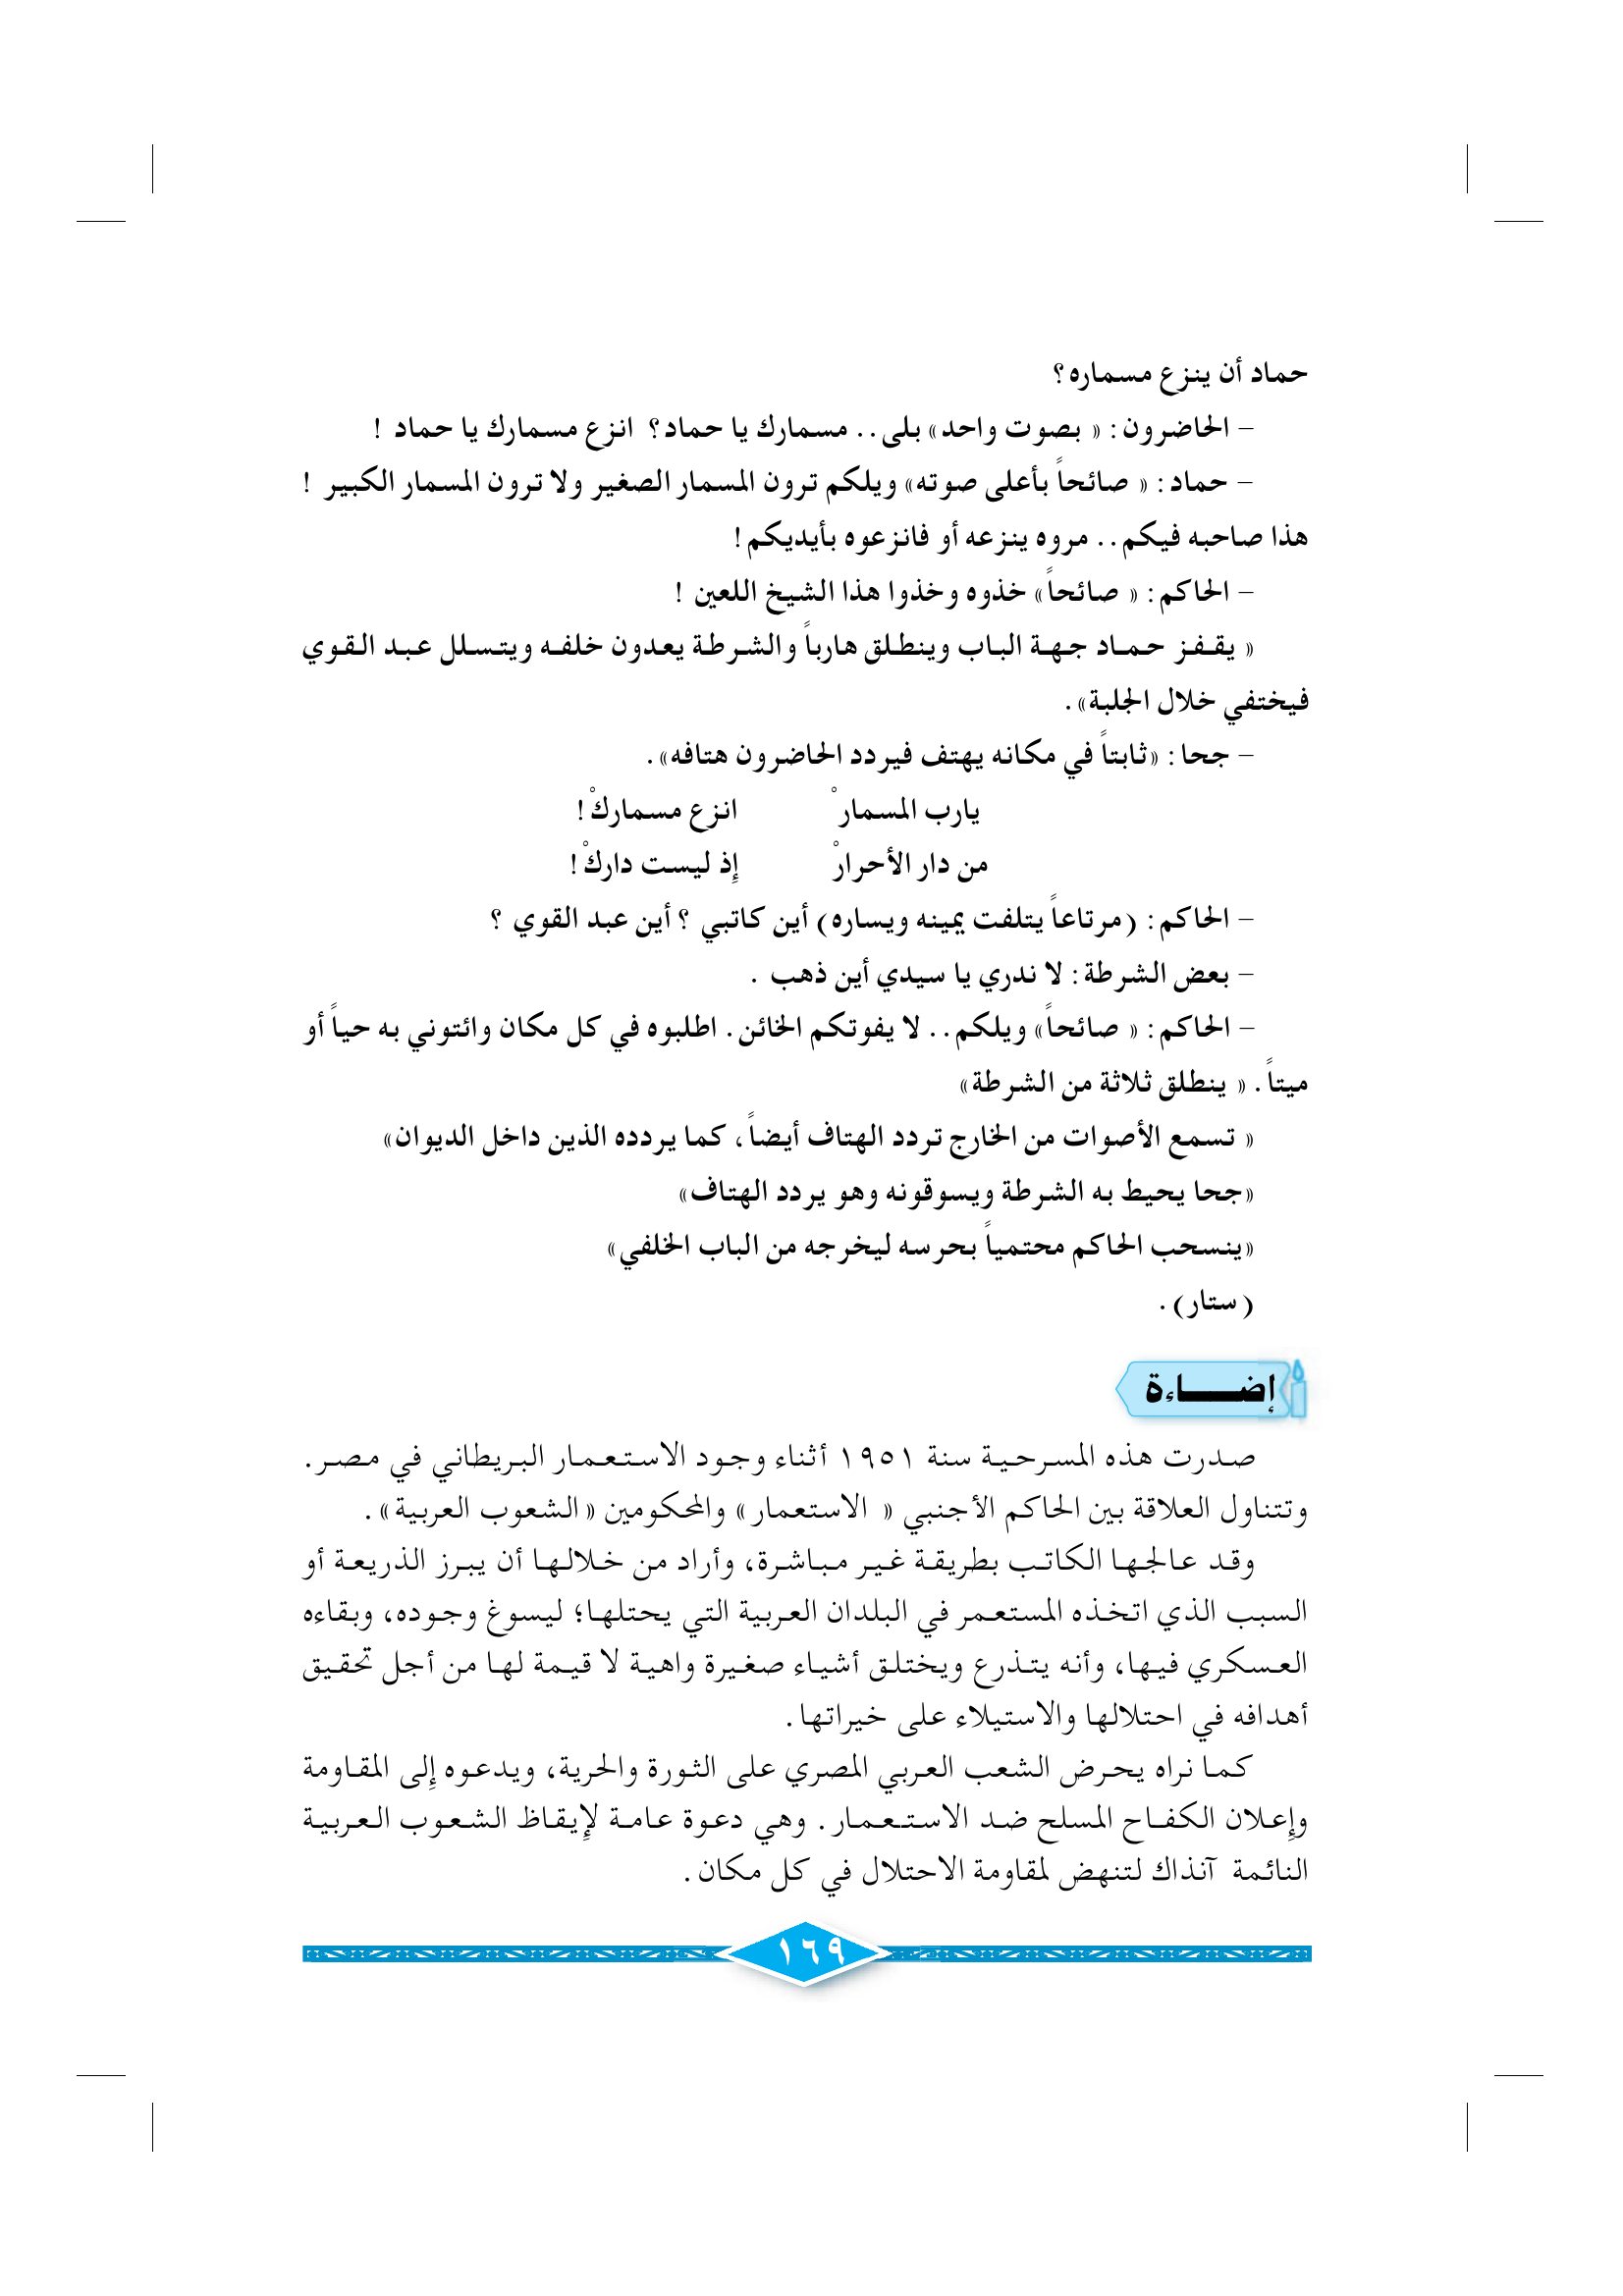 حماد أن ينزع مسماره؟
– الحاضرون: « بصوت واحد» بلى.. مسمارك يا حماد؟ انزع مسمارك يا حماد !
– حماد: « صائحاً بأعلى صوته» ويلكم ترون المسمار الصغير ولا ترون المسمار الكبير !
هذا صاحبه فيكم.. مروه ينزعه أو فانزعوه بأيديكم!
– الحاكم: « صائحاً» خذوه وخذوا هذا الشيخ اللعين !
« يقفز حماد جهة الباب وينطلق هارباً والشرطة يعدون خلفه ويتسلل عبد القوي
فيختفي خلال الجلبة».
– جحا: «ثابتاً في مكانه يهتف فيردد الحاضرون هتافه».
يارب المسمارْ انزع مسماركْ!
من دار الأحرارْ إِذ ليست داركْ!
– الحاكم: (مرتاعاً يتلفت يمينه ويساره) أين كاتبي ؟ أين عبد القوي ؟
– بعض الشرطة: لا ندري يا سيدي أين ذهب .
– الحاكم: « صائحاً» ويلكم.. لا يفوتكم الخائن. اطلبوه في كل مكان وائتوني به حياً أو
ميتاً. « ينطلق ثلاثة من الشرطة»
« تسمع الأصوات من الخارج تردد الهتاف أيضاً، كما يردده الذين داخل الديوان»
«جحا يحيط به الشرطة ويسوقونه وهو يردد الهتاف»
«ينسحب الحاكم محتمياً بحرسه ليخرجه من الباب الخلفي»
(ستار).
إضــــاءة
صدرت هذه المسرحية سنة ١٩٥١ أثناء وجود الاستعمار البريطاني في مصر.
وتتناول العلاقة بين الحاكم الأجنبي « الاستعمار» والمحكومين «الشعوب العربية».
وقد عالجها الكاتب بطريقة غير مباشرة، وأراد من خلالها أن يبرز الذريعة أو
السبب الذي اتخذه المستعمر في البلدان العربية التي يحتلها؛ ليسوغ وجوده، وبقاءه
العسكري فيها، وأنه يتذرع ويختلق أشياء صغيرة واهية لا قيمة لها من أجل تحقيق
أهدافه في احتلالها والاستيلاء على خيراتها.
كما نراه يحرض الشعب العربي المصري على الثورة والحرية، ويدعوه إِلى المقاومة
وإِعلان الكفاح المسلح ضد الاستعمار. وهي دعوة عامة لإِيقاظ الشعوب العربية
النائمة آنذاك لتنهض لمقاومة الاحتلال في كل مكان.
١٦٩